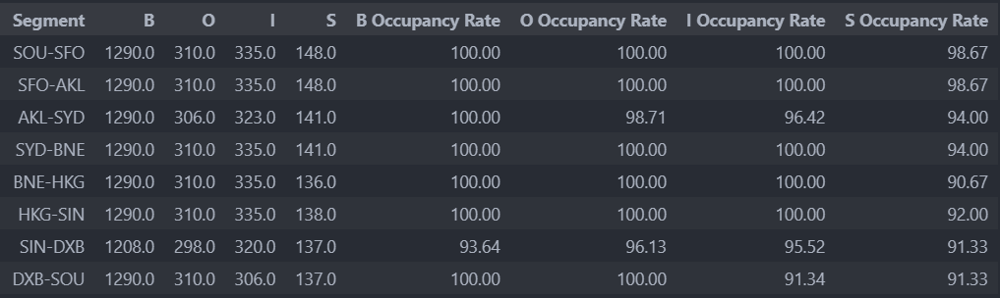 Segment B O I S B Occupancy Rate O Occupancy Rate I Occupancy Rate S Occupancy Rate
SOU-SFO 1290.0 310.0 335.0 148.0 100.00 100.00 100.00 98.67
SFO-AKL 1290.0 310.0 335.0 148.0 100.00 100.00 100.00 98.67
AKL-SYD 1290.0 306.0 323.0 141.0 100.00 98.71 96.42 94.00
SYD-BNE 1290.0 310.0 335.0 141.0 100.00 100.00 100.00 94.00
BNE-HKG 1290.0 310.0 335.0 136.0 100.00 100.00 100.00 90.67
HKG-SIN 1290.0 310.0 335.0 138.0 100.00 100.00 100.00 92.00
SIN-DXB 1208.0 298.0 320.0 137.0 93.64 96.13 95.52 91.33
DXB-SOU 1290.0 310.0 306.0 137.0 100.00 100.00 91.34 91.33